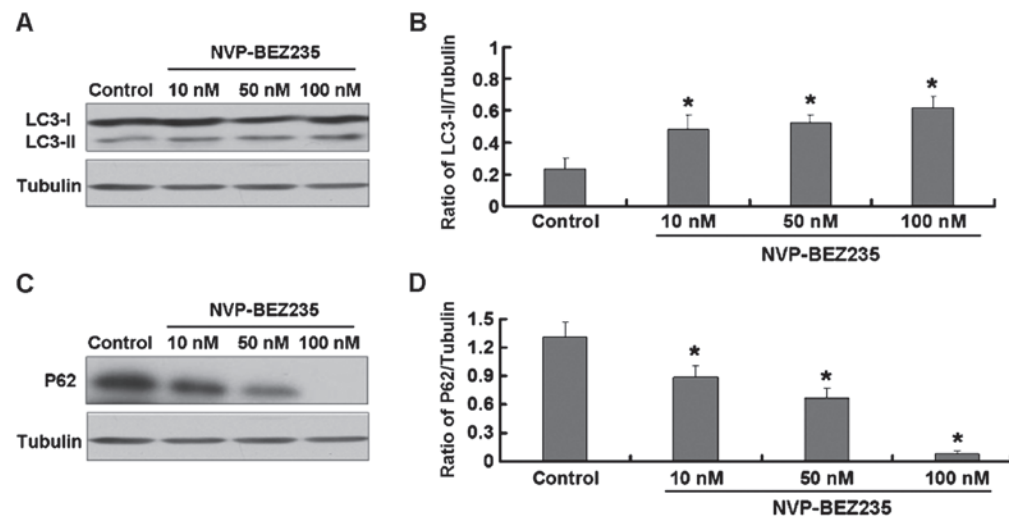 A
NVP-BEZ235
Control 10 nM 50 nM 100 nM
LC3-I
LC3-II
Tubulin
B
Ratio of LC3-II/Tubulin
1
0.8
0.6
0.4
0.2
0
* * *
Control 10 nM 50 nM 100 nM
NVP-BEZ235
C
NVP-BEZ235
Control 10 nM 50 nM 100 nM
P62
Tubulin
D
Ratio of P62/Tubulin
1.5
1.2
0.9
0.6
0.3
0
* * *
Control 10 nM 50 nM 100 nM
NVP-BEZ235